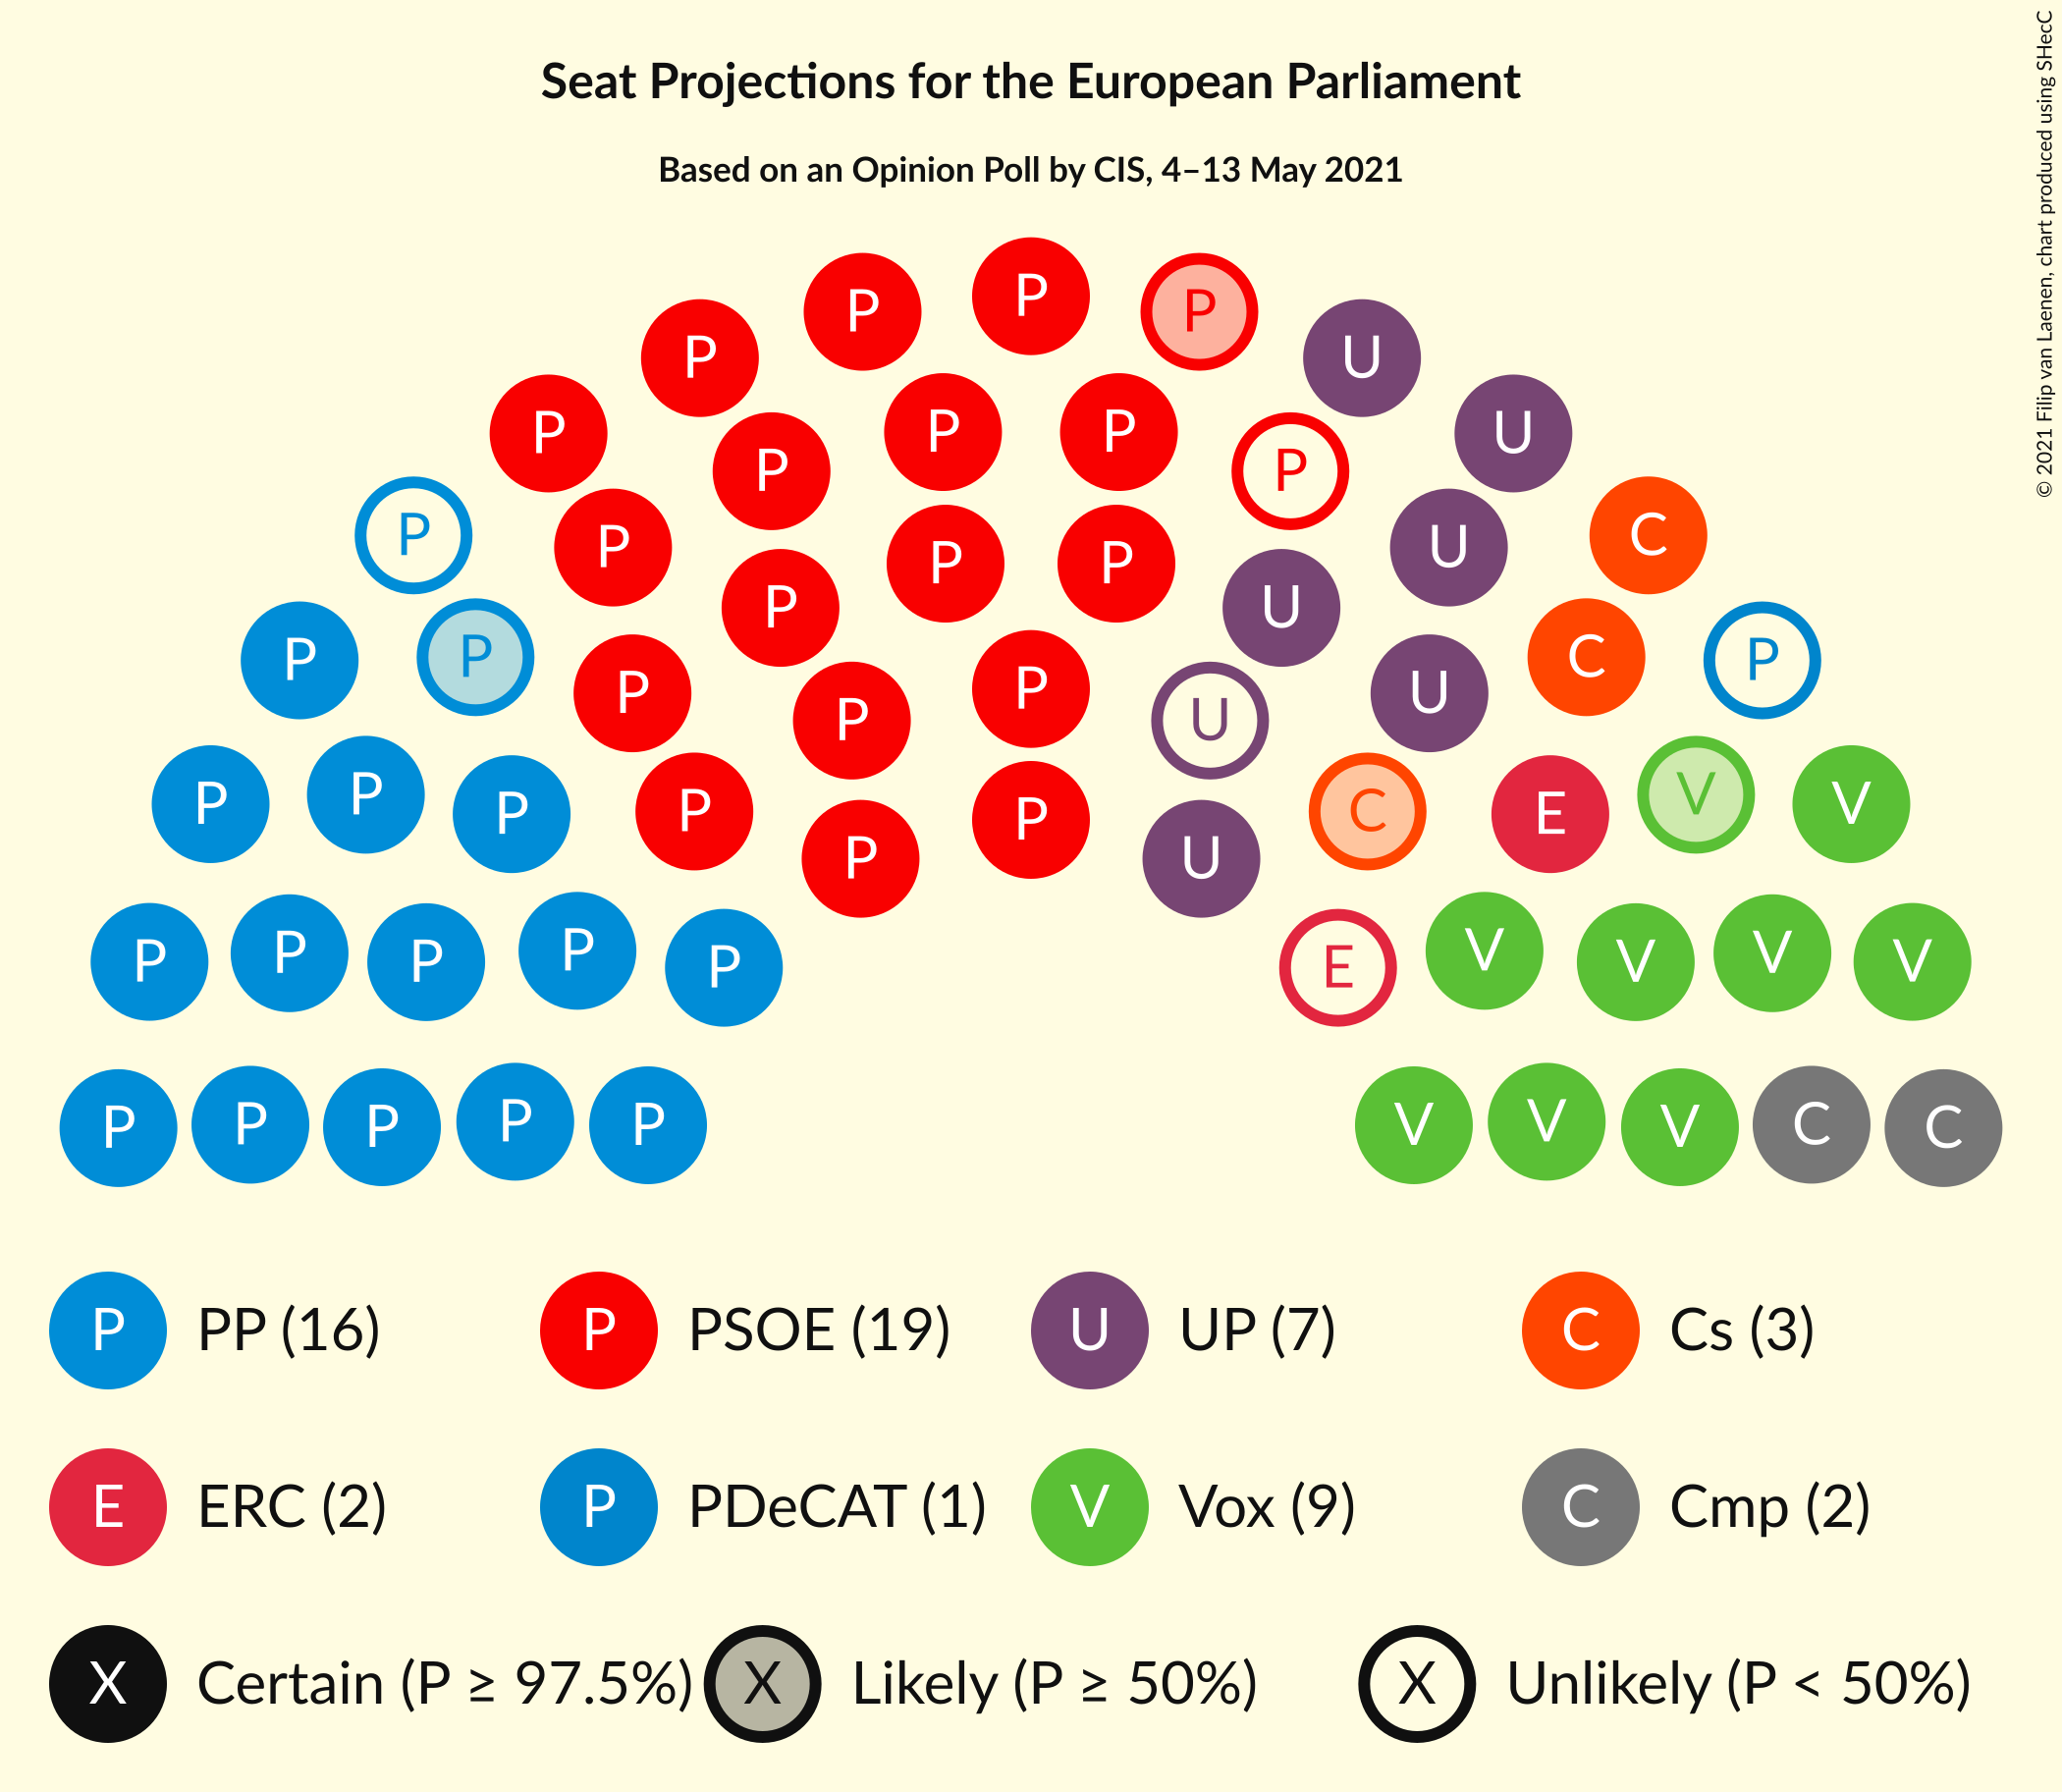 Seat Projections for the European Parliament
Based on an Opinion Poll by CIS, 4–13 May 2021
© 2021 Filip van Laenen, chart produced using SHecC
P
P P P
P U
P P P U
P P
P P U C
P P P U
P P C P
P P U
P P U
P P V V
P P P C E
P U
P P P P P E V V V V
P P P P P V V V C C
P PP (16) P PSOE (19) U UP (7) C Cs (3)
E ERC (2) P PDeCAT (1) V Vox (9) C Cmp (2)
X Certain (P ≥ 97.5%) X Likely (P ≥ 50%) X Unlikely (P < 50%)